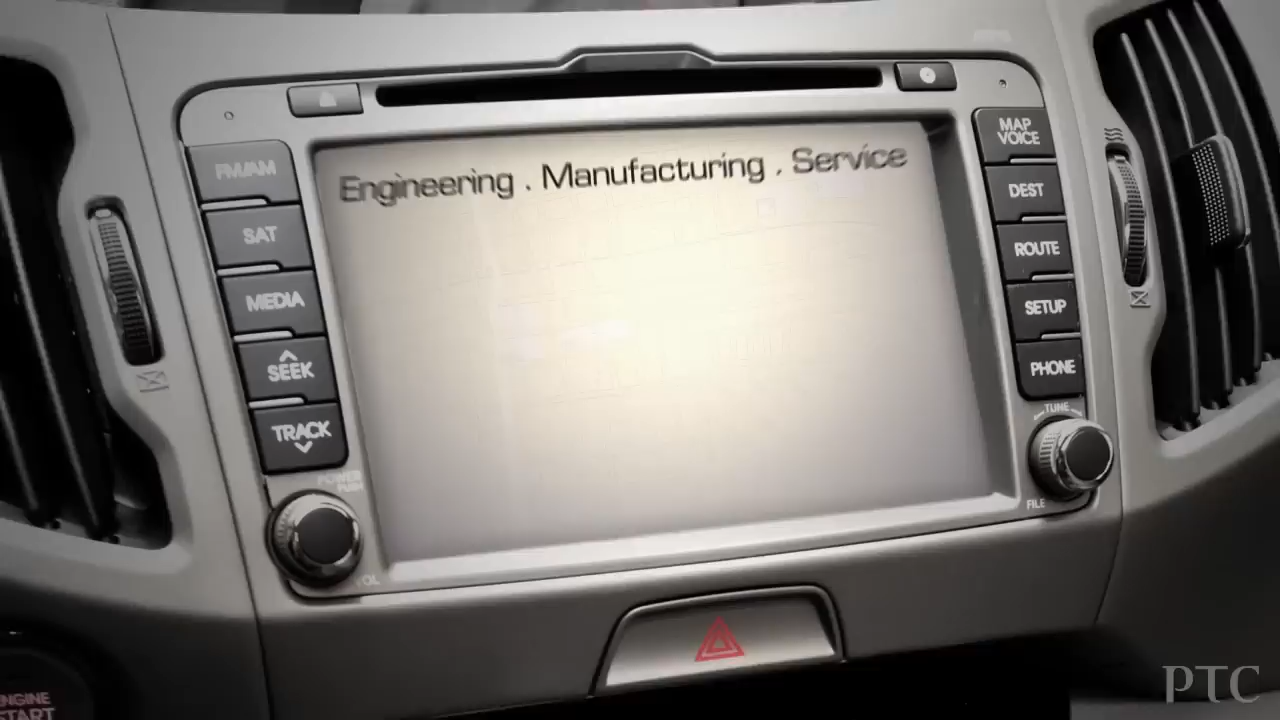 Engineering . Manufacturing . Service
FM/AM
SAT
MEDIA
SEEK
TRACK
POWER
PUSH
VOL
MAP
VOICE
DEST
ROUTE
SETUP
PHONE
TUNE
FILE
ENGINE
START
PTC